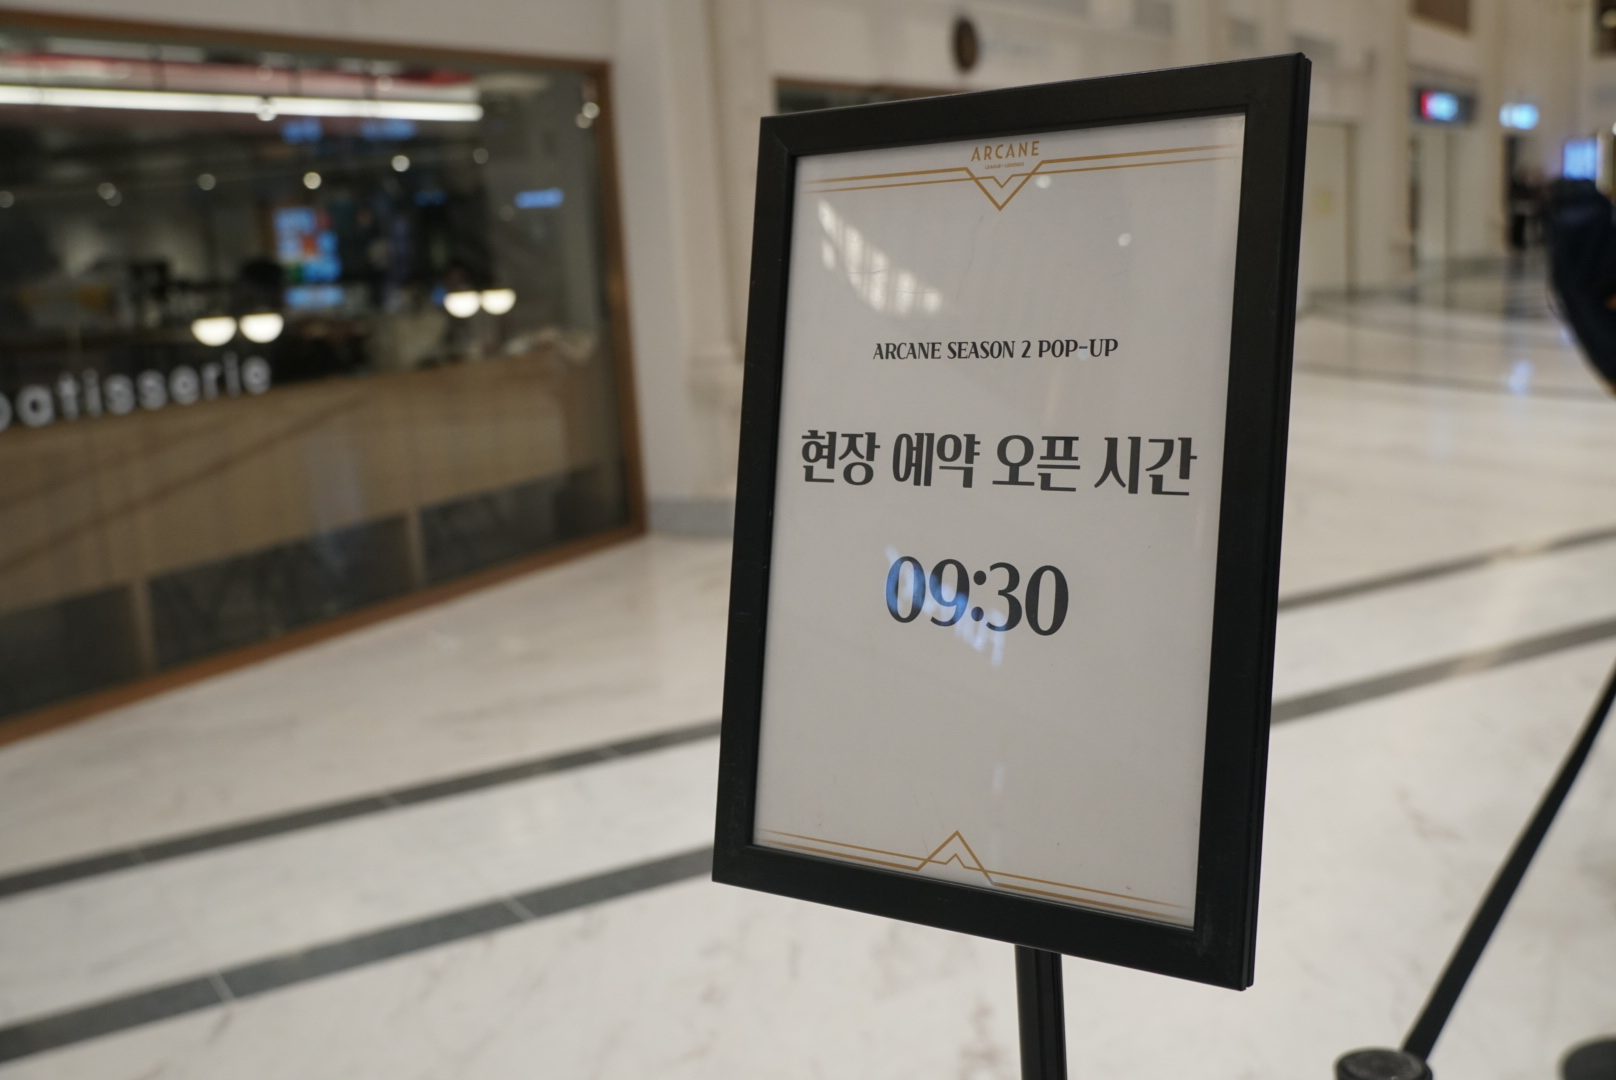 patisserie
ARCANE
ARCANE SEASON 2 POP-UP
현장 예약 오픈 시간
09:30